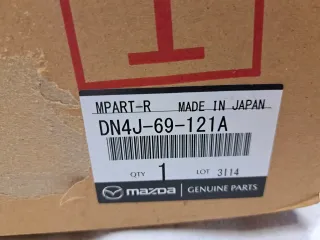 MPART-R MADE IN JAPAN
DN4J-69-121A
QTY 1 LOT 3114
mazda GENUINE PARTS